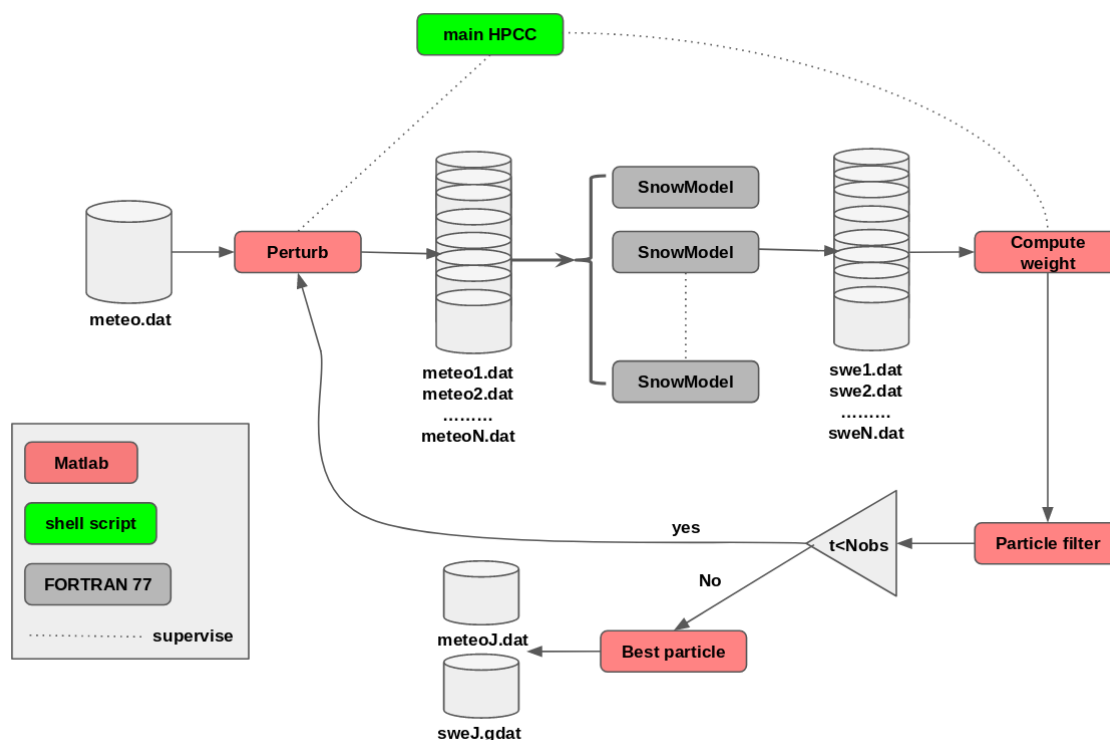 main HPCC
SnowModel
Perturb
SnowModel
Compute
weight
meteo.dat
meteo1.dat
meteo2.dat
.........
meteoN.dat
SnowModel
swe1.dat
swe2.dat
.........
sweN.dat
Matlab
shell script
FORTRAN 77
supervise
yes
t<Nobs
Particle filter
No
meteoJ.dat
Best particle
sweJ.gdat